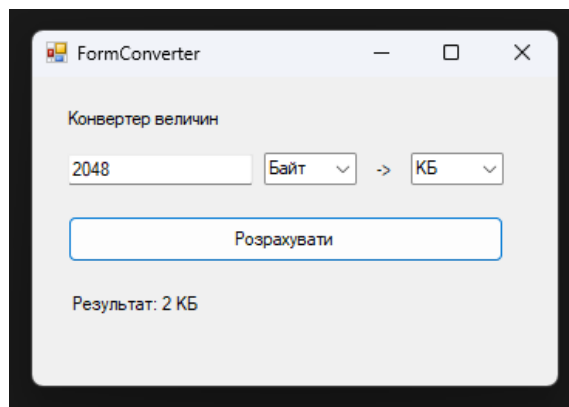 FormConverter
Конвертер величин
2048 Байт -> КБ
Розрахувати
Результат: 2 КБ